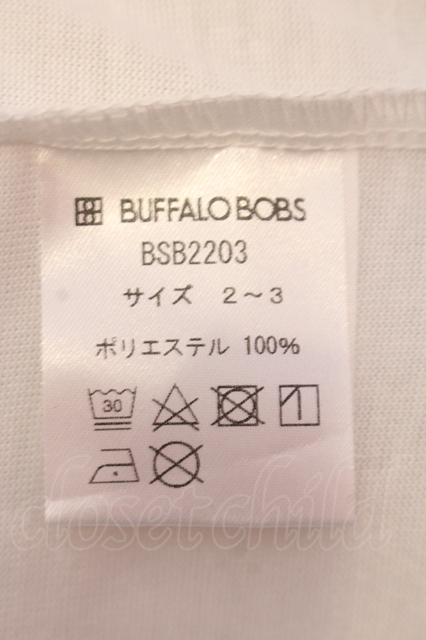 BUFFALO BOBS
BSB2203
サイズ 2～3
ポリエステル 100%
30
closetchild